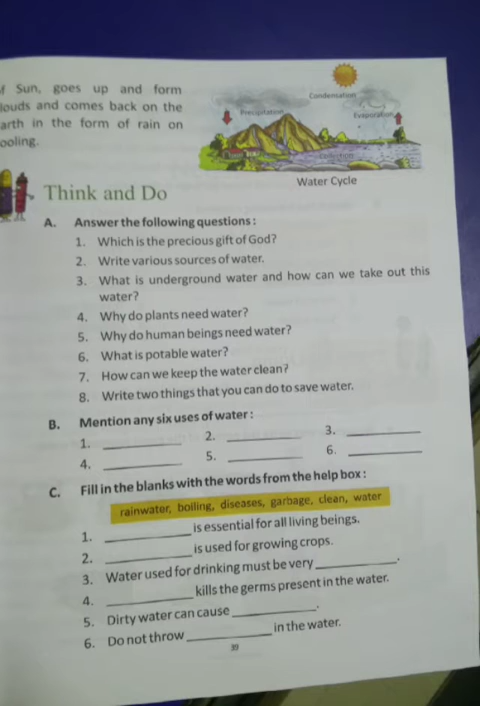 f Sun, goes up and form
louds and comes back on the
arth in the form of rain on
ooling.
Condensation
Precipitation
Evaporation
Collection
Water Cycle
Think and Do
A. Answer the following questions :
1. Which is the precious gift of God?
2. Write various sources of water.
3. What is underground water and how can we take out this
water?
4. Why do plants need water?
5. Why do human beings need water?
6. What is potable water?
7. How can we keep the water clean?
8. Write two things that you can do to save water.
B. Mention any six uses of water :
1. ________ 2. ________ 3. ________
4. ________ 5. ________ 6. ________
C. Fill in the blanks with the words from the help box :
rainwater, boiling, diseases, garbage, clean, water
1. ________ is essential for all living beings.
2. ________ is used for growing crops.
3. Water used for drinking must be very ________.
4. ________ kills the germs present in the water.
5. Dirty water can cause ________.
6. Do not throw ________ in the water.
39